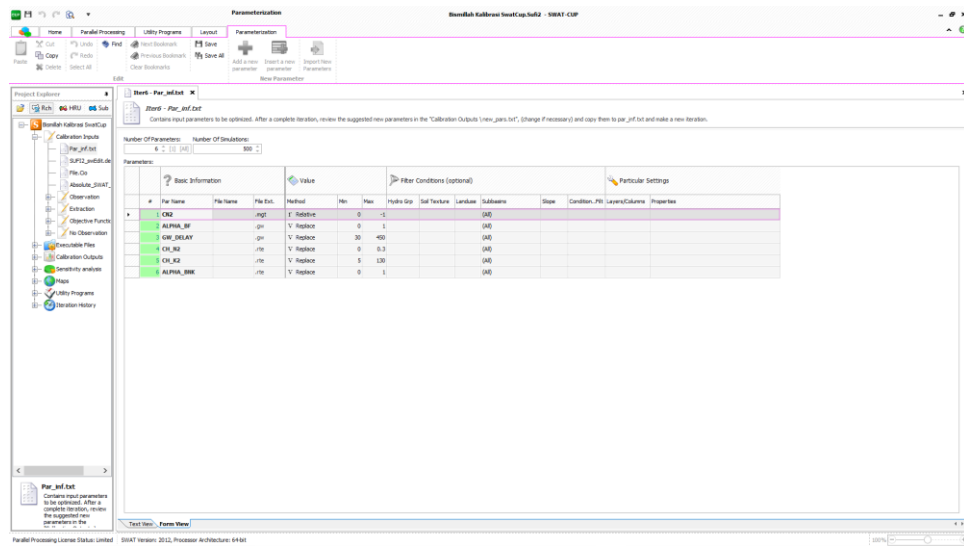 Parameterization
Bismillah Kalibrasi SwatCup.Sufi2 - SWAT-CUP
Home Parallel Processing Utility Programs Layout Parameterization
Paste Cut Copy Delete Undo Redo Select All Find Next Bookmark Previous Bookmark Clear Bookmarks Save Save All
Add a new parameter Insert a new parameter Import New Parameters
Edit New Parameter
Project Explorer
Rch HRU Sub
Bismillah Kalibrasi SwatCup
Calibration Inputs
Par_inf.txt
SUFI2_swEdit.de
File.Cio
Absolute_SWAT_
Observation
Extraction
Objective Functs
No Observation
Executable Files
Calibration Outputs
Sensitivity analysis
Maps
Utility Programs
Iteration History
Par_inf.txt
Contains input parameters
to be optimized. After a
complete iteration, review
the suggested new
parameters in the
Iter6 - Par_inf.txt
Iter6 - Par_inf.txt
Contains input parameters to be optimized. After a complete iteration, review the suggested new parameters in the "Calibration Outputs \new_pars.txt", (change if necessary) and copy them to par_inf.txt and make a new iteration.
Number Of Parameters: Number Of Simulations:
6 [1] [All] 500
Parameters:
Basic Information Value Filter Conditions (optional) Particular Settings
# Par Name File Name File Ext. Method Min Max Hydro Grp Soil Texture Landuse Subbasins Slope Condition..Filt Layers/Columns Properties
1 CN2 .mgt r Relative 0 -1 (All)
2 ALPHA_BF .gw V Replace 0 1 (All)
3 GW_DELAY .gw V Replace 30 450 (All)
4 CH_N2 .rte V Replace 0 0.3 (All)
5 CH_K2 .rte V Replace 5 130 (All)
6 ALPHA_BNK .rte V Replace 0 1 (All)
Text View Form View
Parallel Processing License Status: Limited SWAT Version: 2012, Processor Architecture: 64-bit
100%